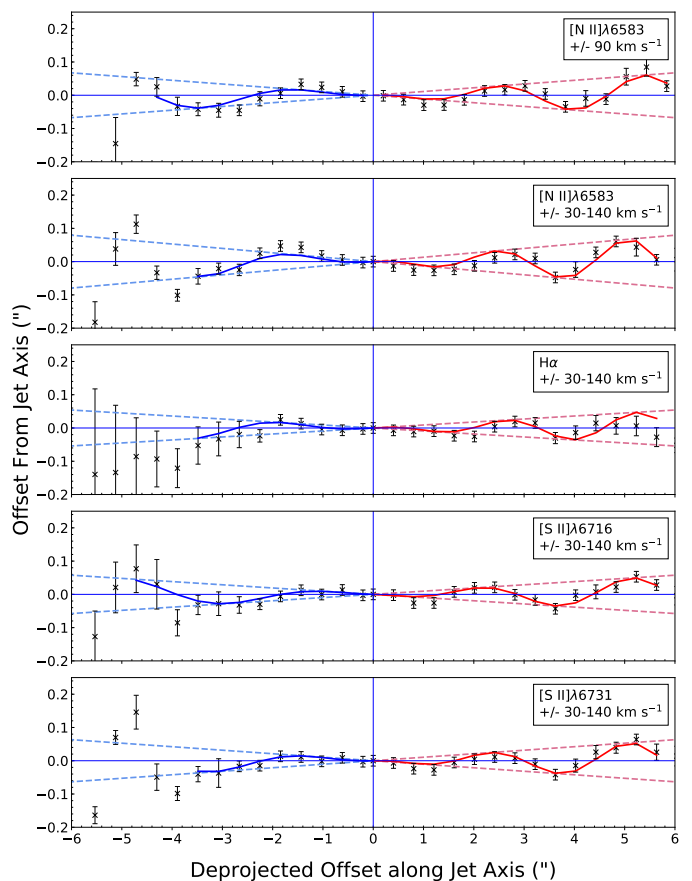 Offset From Jet Axis (")
0.2
0.1
0.0
−0.1
−0.2
[N II]λ6583
+/- 90 km s⁻¹
0.2
0.1
0.0
−0.1
−0.2
[N II]λ6583
+/- 30-140 km s⁻¹
0.2
0.1
0.0
−0.1
−0.2
Hα
+/- 30-140 km s⁻¹
0.2
0.1
0.0
−0.1
−0.2
[S II]λ6716
+/- 30-140 km s⁻¹
0.2
0.1
0.0
−0.1
−0.2
[S II]λ6731
+/- 30-140 km s⁻¹
−6 −5 −4 −3 −2 −1 0 1 2 3 4 5 6
Deprojected Offset along Jet Axis (")